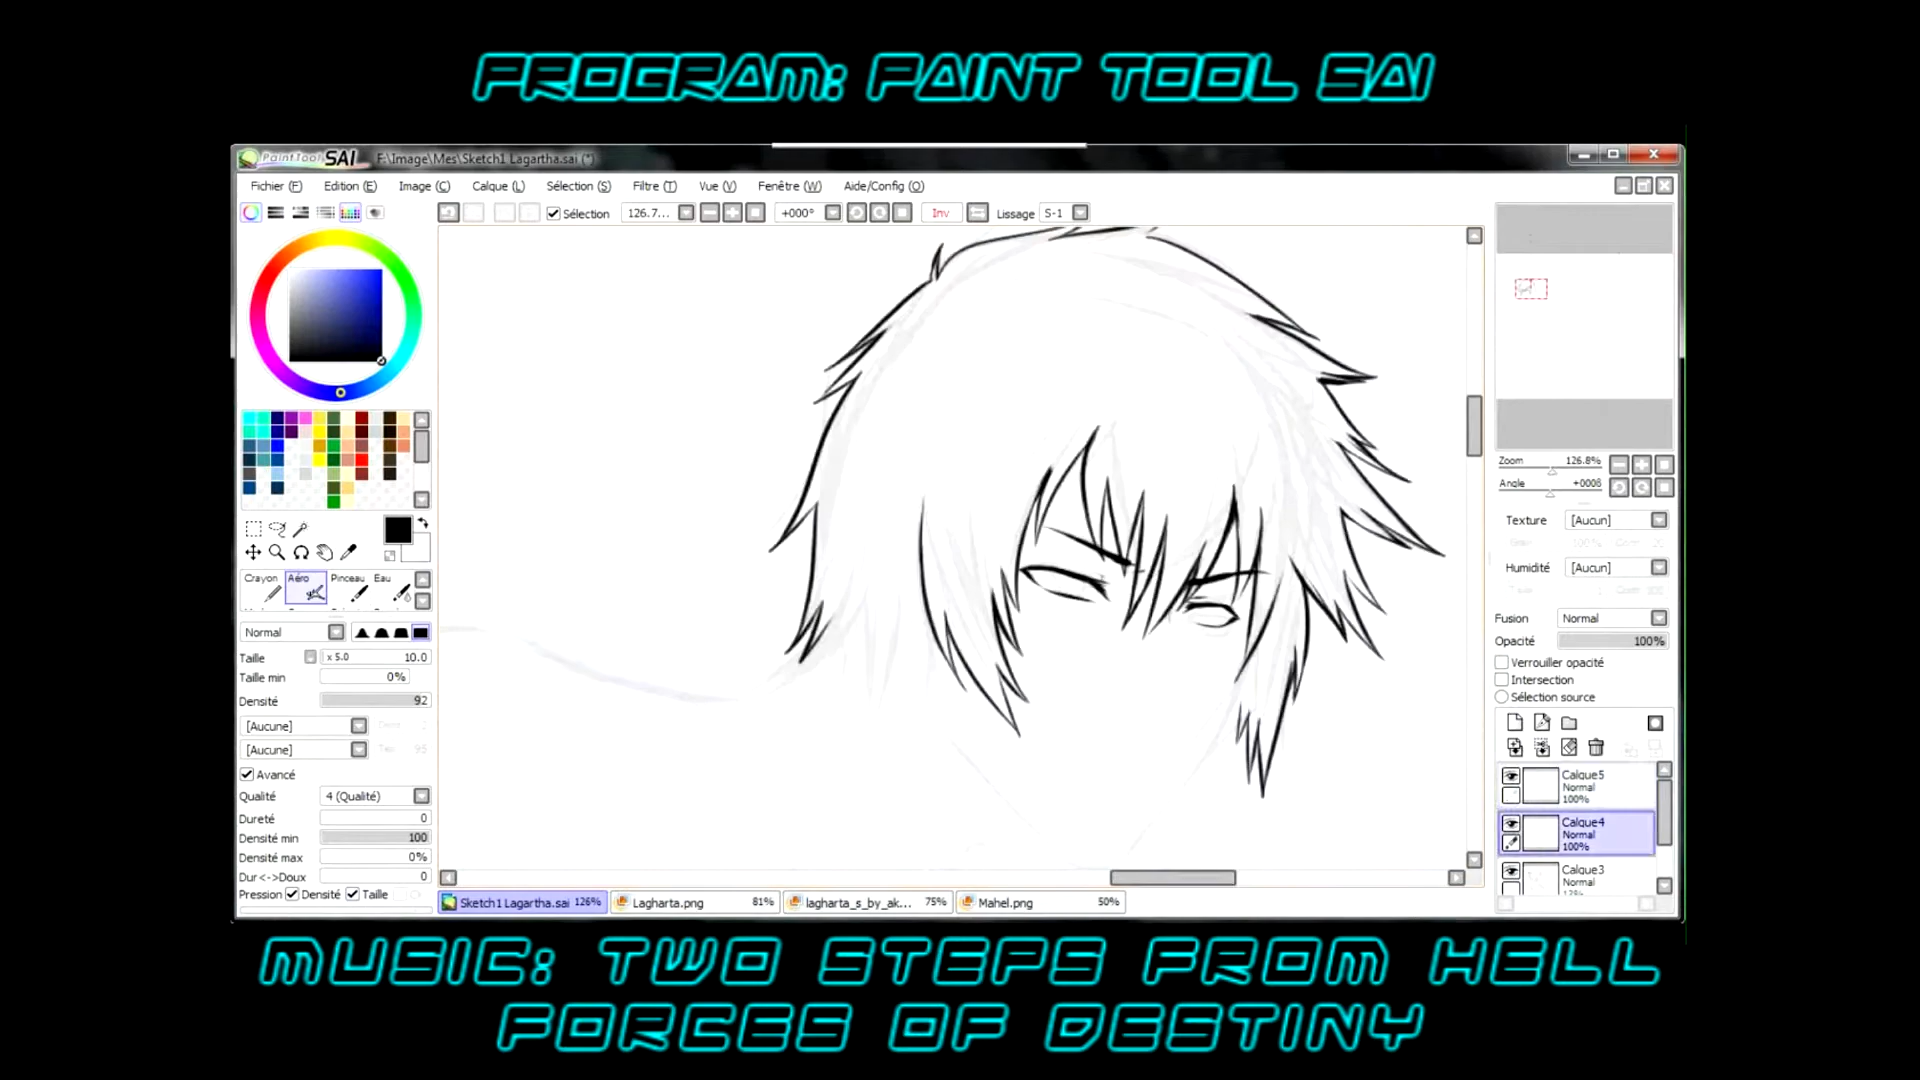 PROGRAM: PAINT TOOL SAI
PaintTool SAI F:\Image\Mes\Sketch1 Lagartha.sai (*)
Fichier (F) Edition (E) Image (C) Calque (L) Sélection (S) Filtre (T) Vue (V) Fenêtre (W) Aide/Config (O)
Sélection 126.7... +000° Inv Lissage S-1
Zoom 126.8%
Angle +000δ
Texture [Aucun]
Humidité [Aucun]
Fusion Normal
Opacité 100%
Verrouiller opacité
Intersection
Sélection source
Calque5
Normal
100%
Calque4
Normal
100%
Calque3
Normal
Crayon Aéro Pinceau Eau
Normal
Taille x 5.0 10.0
Taille min 0%
Densité 92
[Aucune]
[Aucune]
Avancé
Qualité 4 (Qualité)
Dureté 0
Densité min 100
Densité max 0%
Dur<->Doux 0
Pression Densité Taille
Sketch1 Lagartha.sai 126% Lagharta.png 81% lagharta_s_by_ak... 75% Mahel.png 50%
MUSIC: TWO STEPS FROM HELL
FORCES OF DESTINY